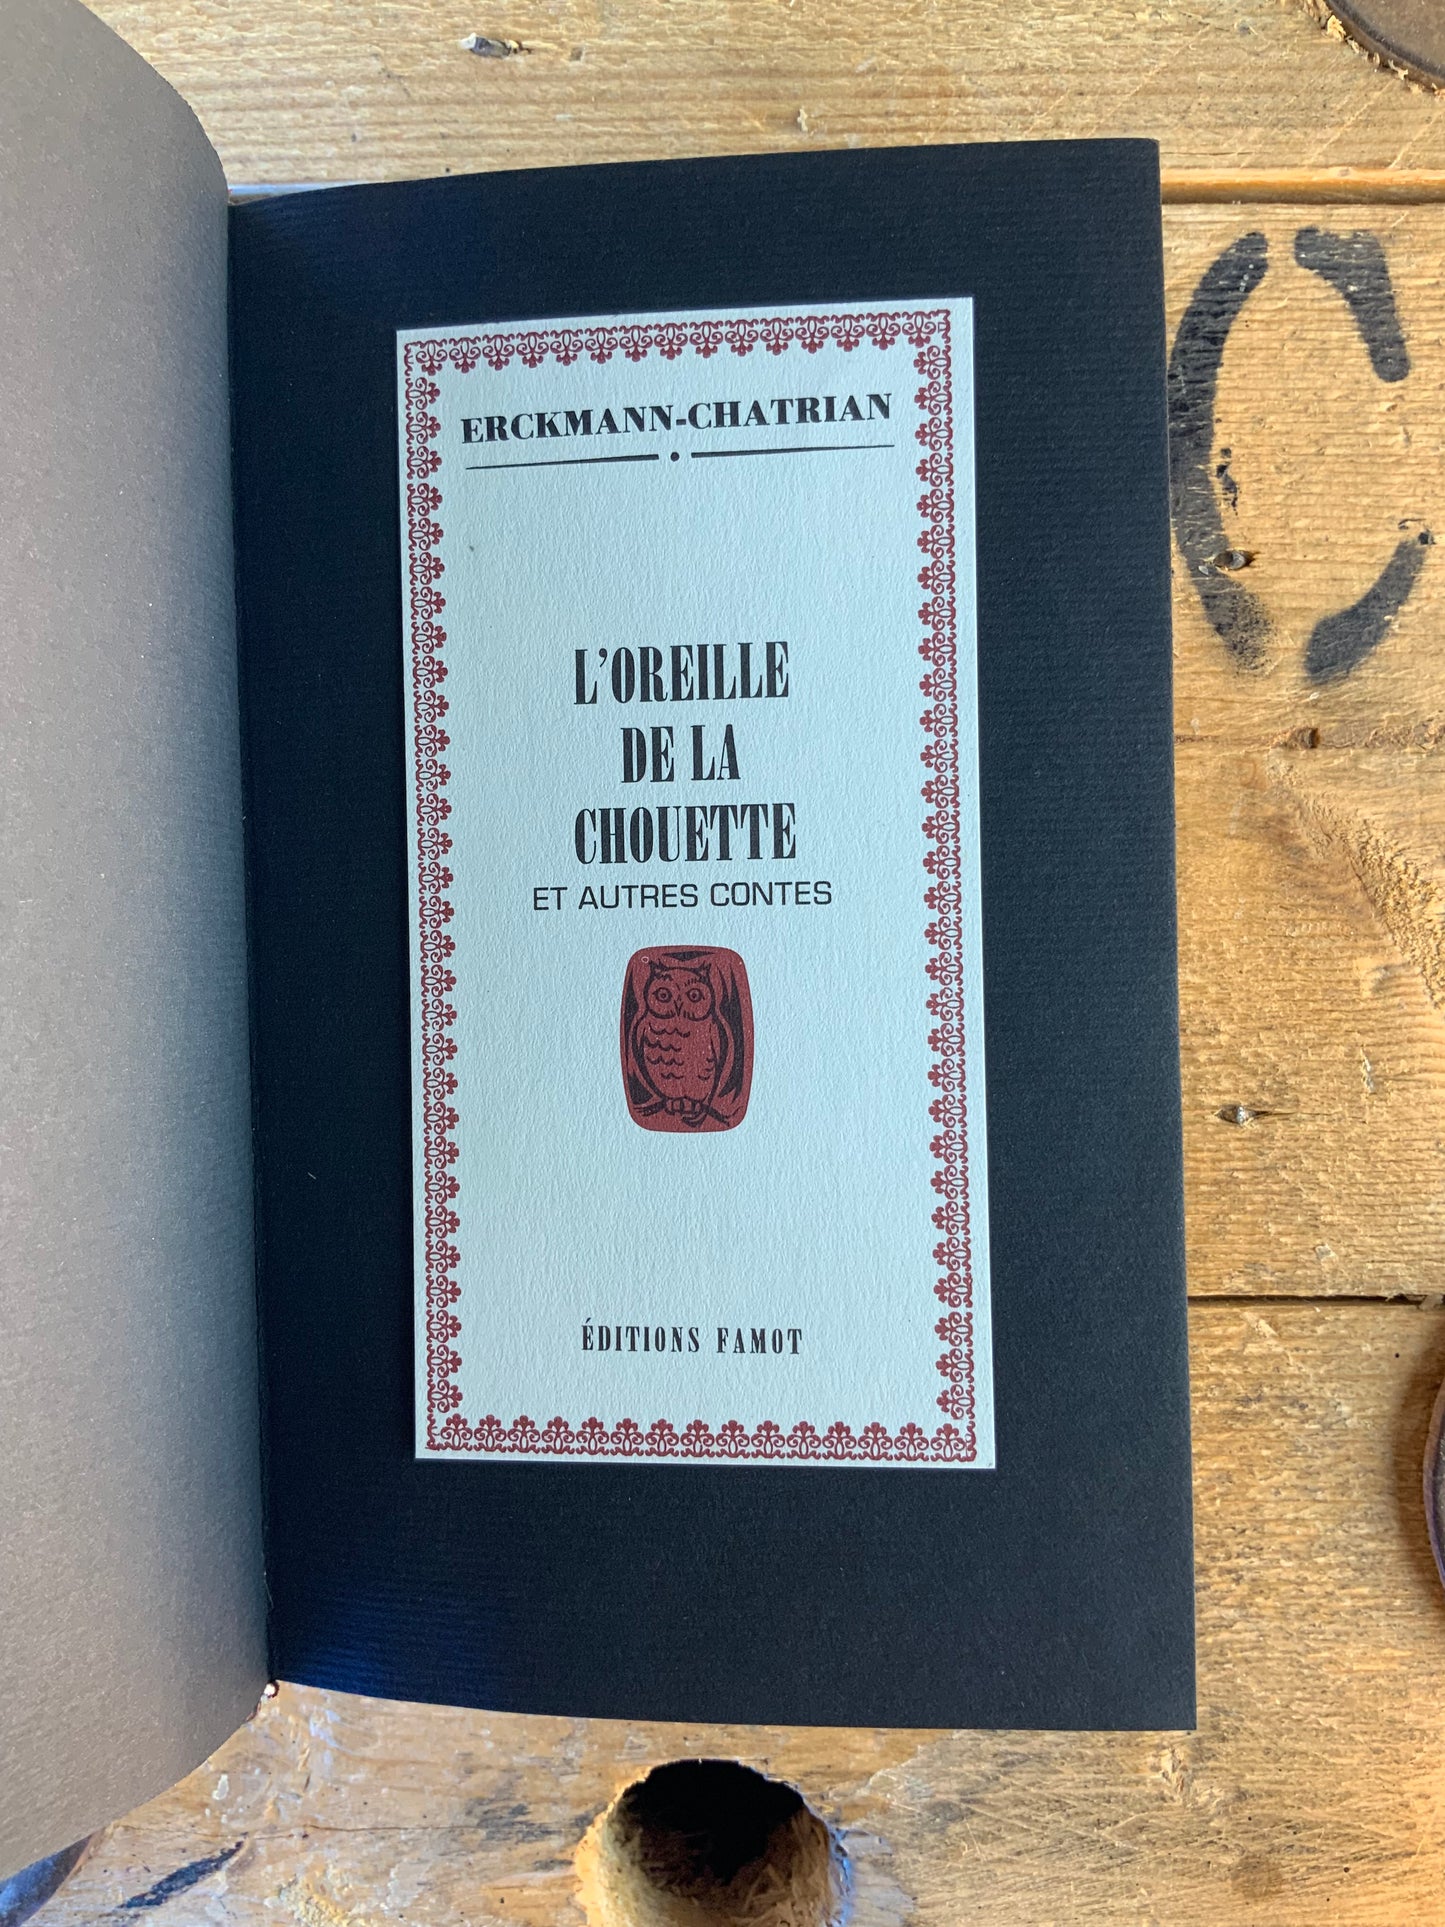 ERCKMANN-CHATRIAN
L'OREILLE
DE LA
CHOUETTE
ET AUTRES CONTES
ÉDITIONS FAMOT